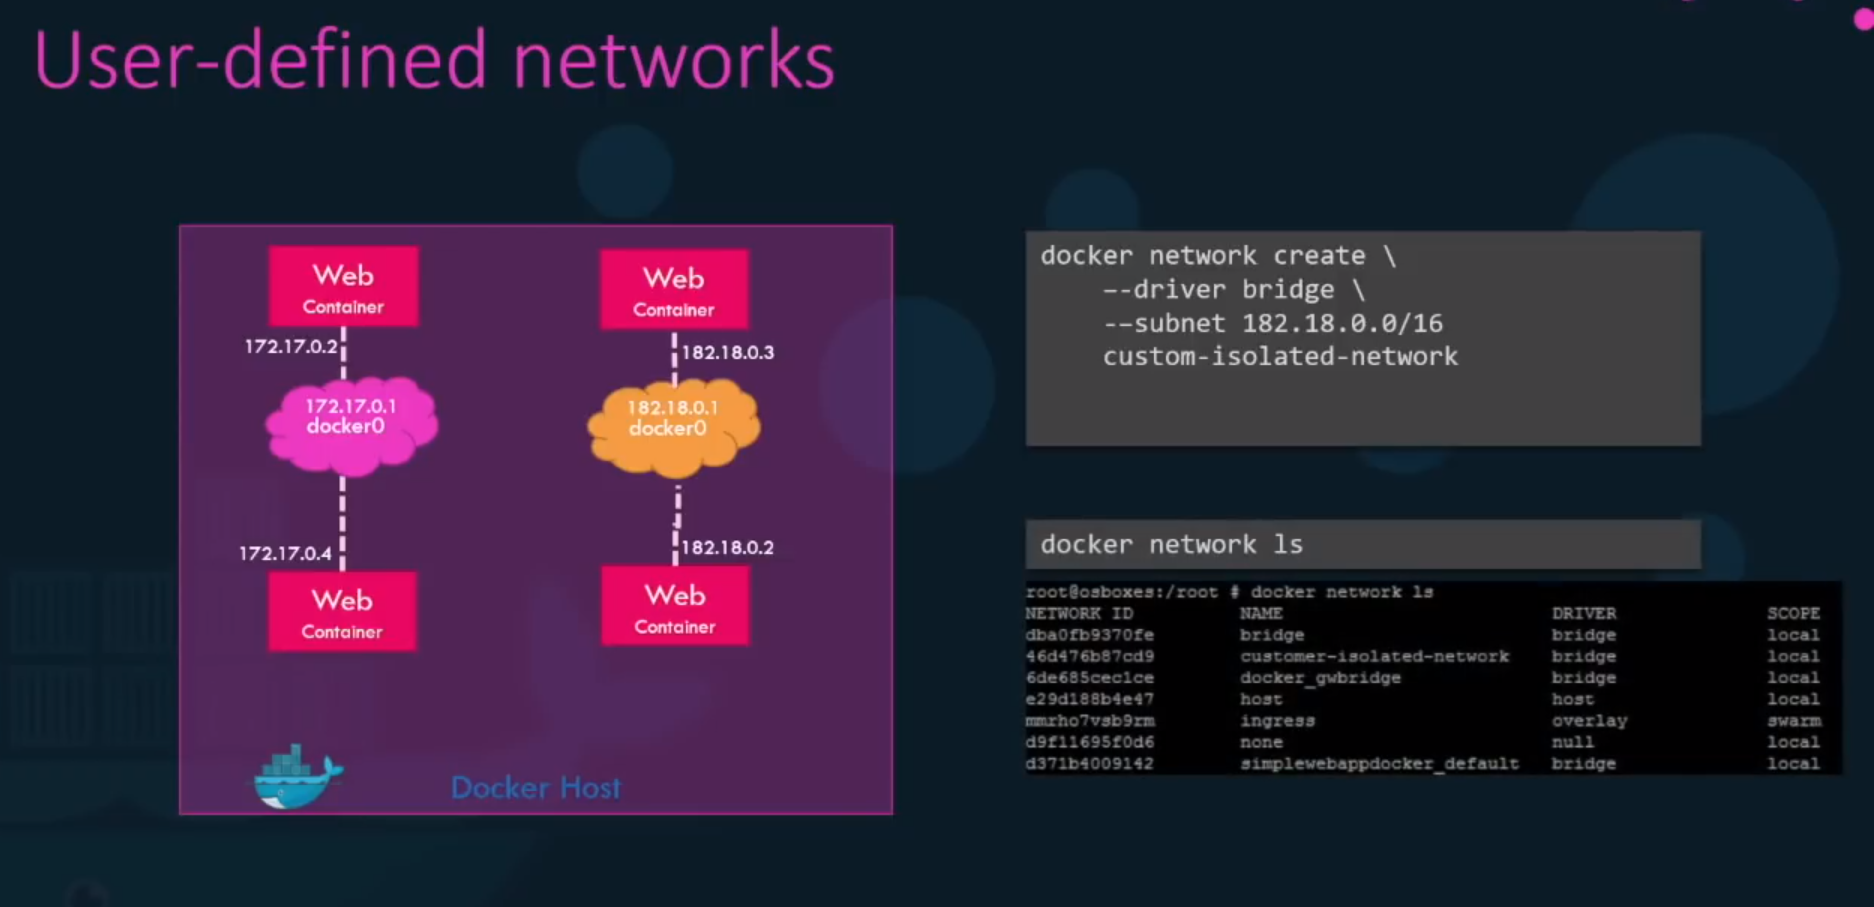 User-defined networks
Web
Container
172.17.0.2
172.17.0.1
docker0
172.17.0.4
Web
Container
Web
Container
182.18.0.3
182.18.0.1
docker0
182.18.0.2
Web
Container
Docker Host
docker network create \
--driver bridge \
--subnet 182.18.0.0/16
custom-isolated-network
docker network ls
root@osboxes:/root # docker network ls
NETWORK ID NAME DRIVER SCOPE
dba0fb9370fe bridge bridge local
46d476b87cd9 customer-isolated-network bridge local
6de685cec1ce docker_gwbridge bridge local
e29d188b4e47 host host local
mmrho7vsb9rm ingress overlay swarm
d9f11695f0d6 none null local
d371b4009142 simplewebappdocker_default bridge local